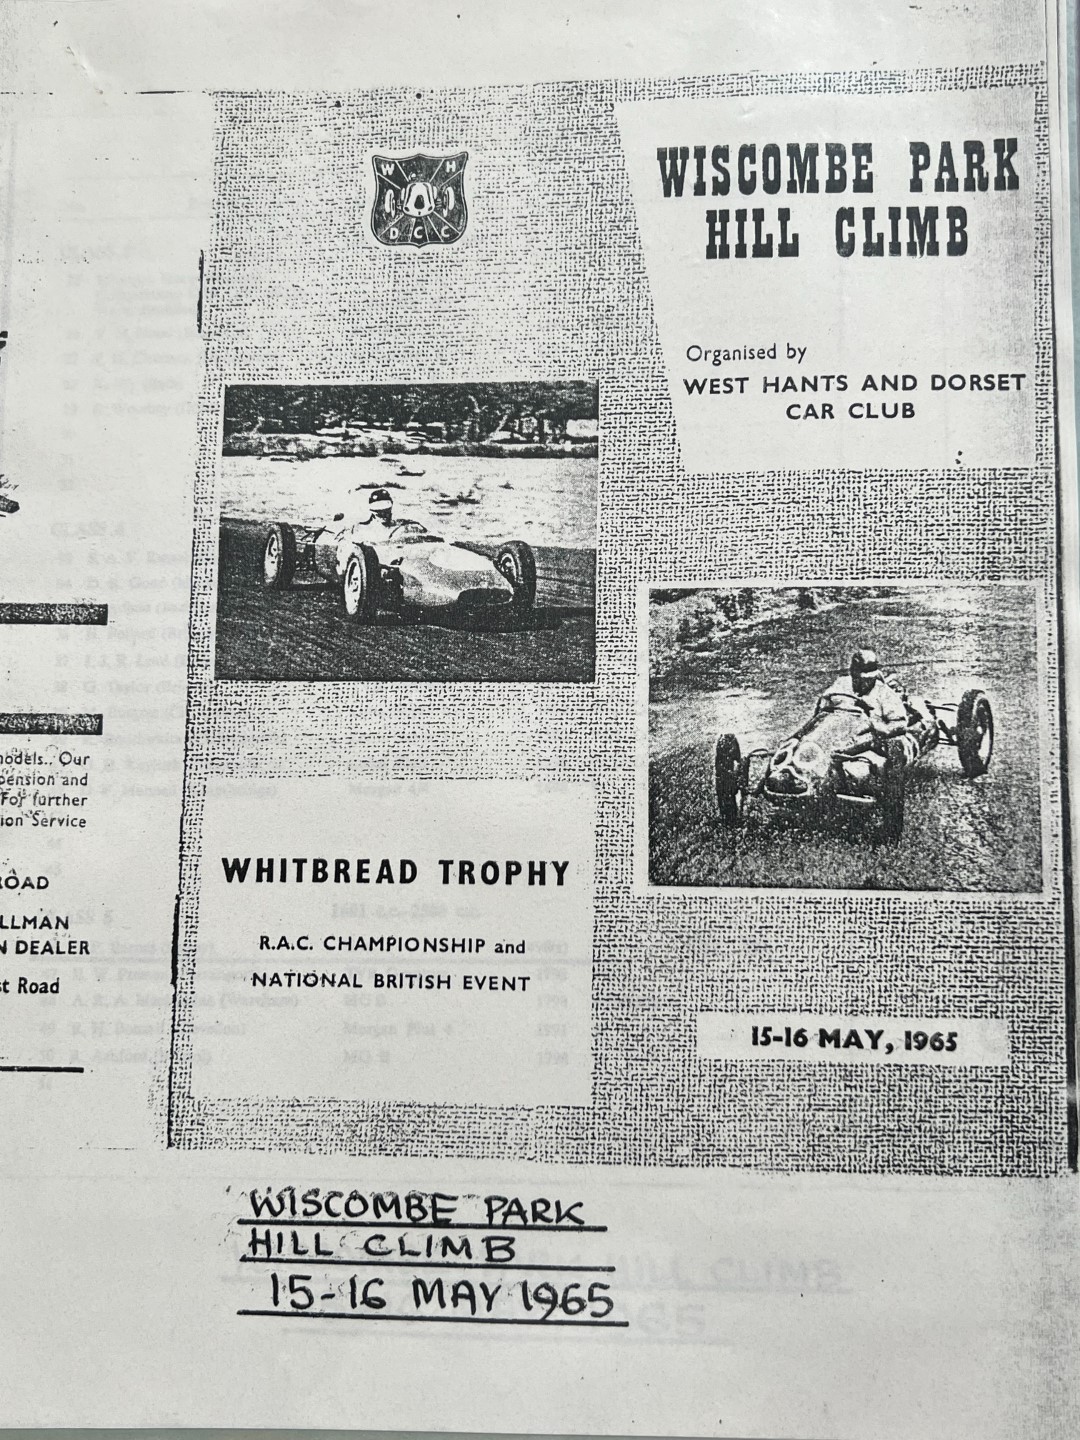 W H
D C C
WISCOMBE PARK
HILL CLIMB
Organised by
WEST HANTS AND DORSET
CAR CLUB
WHITBREAD TROPHY
R.A.C. CHAMPIONSHIP and
NATIONAL BRITISH EVENT
15-16 MAY, 1965
odels. Our
pension and
For further
ion Service
OAD
LLMAN
N DEALER
st Road
WISCOMBE PARK
HILL CLIMB
15-16 MAY 1965